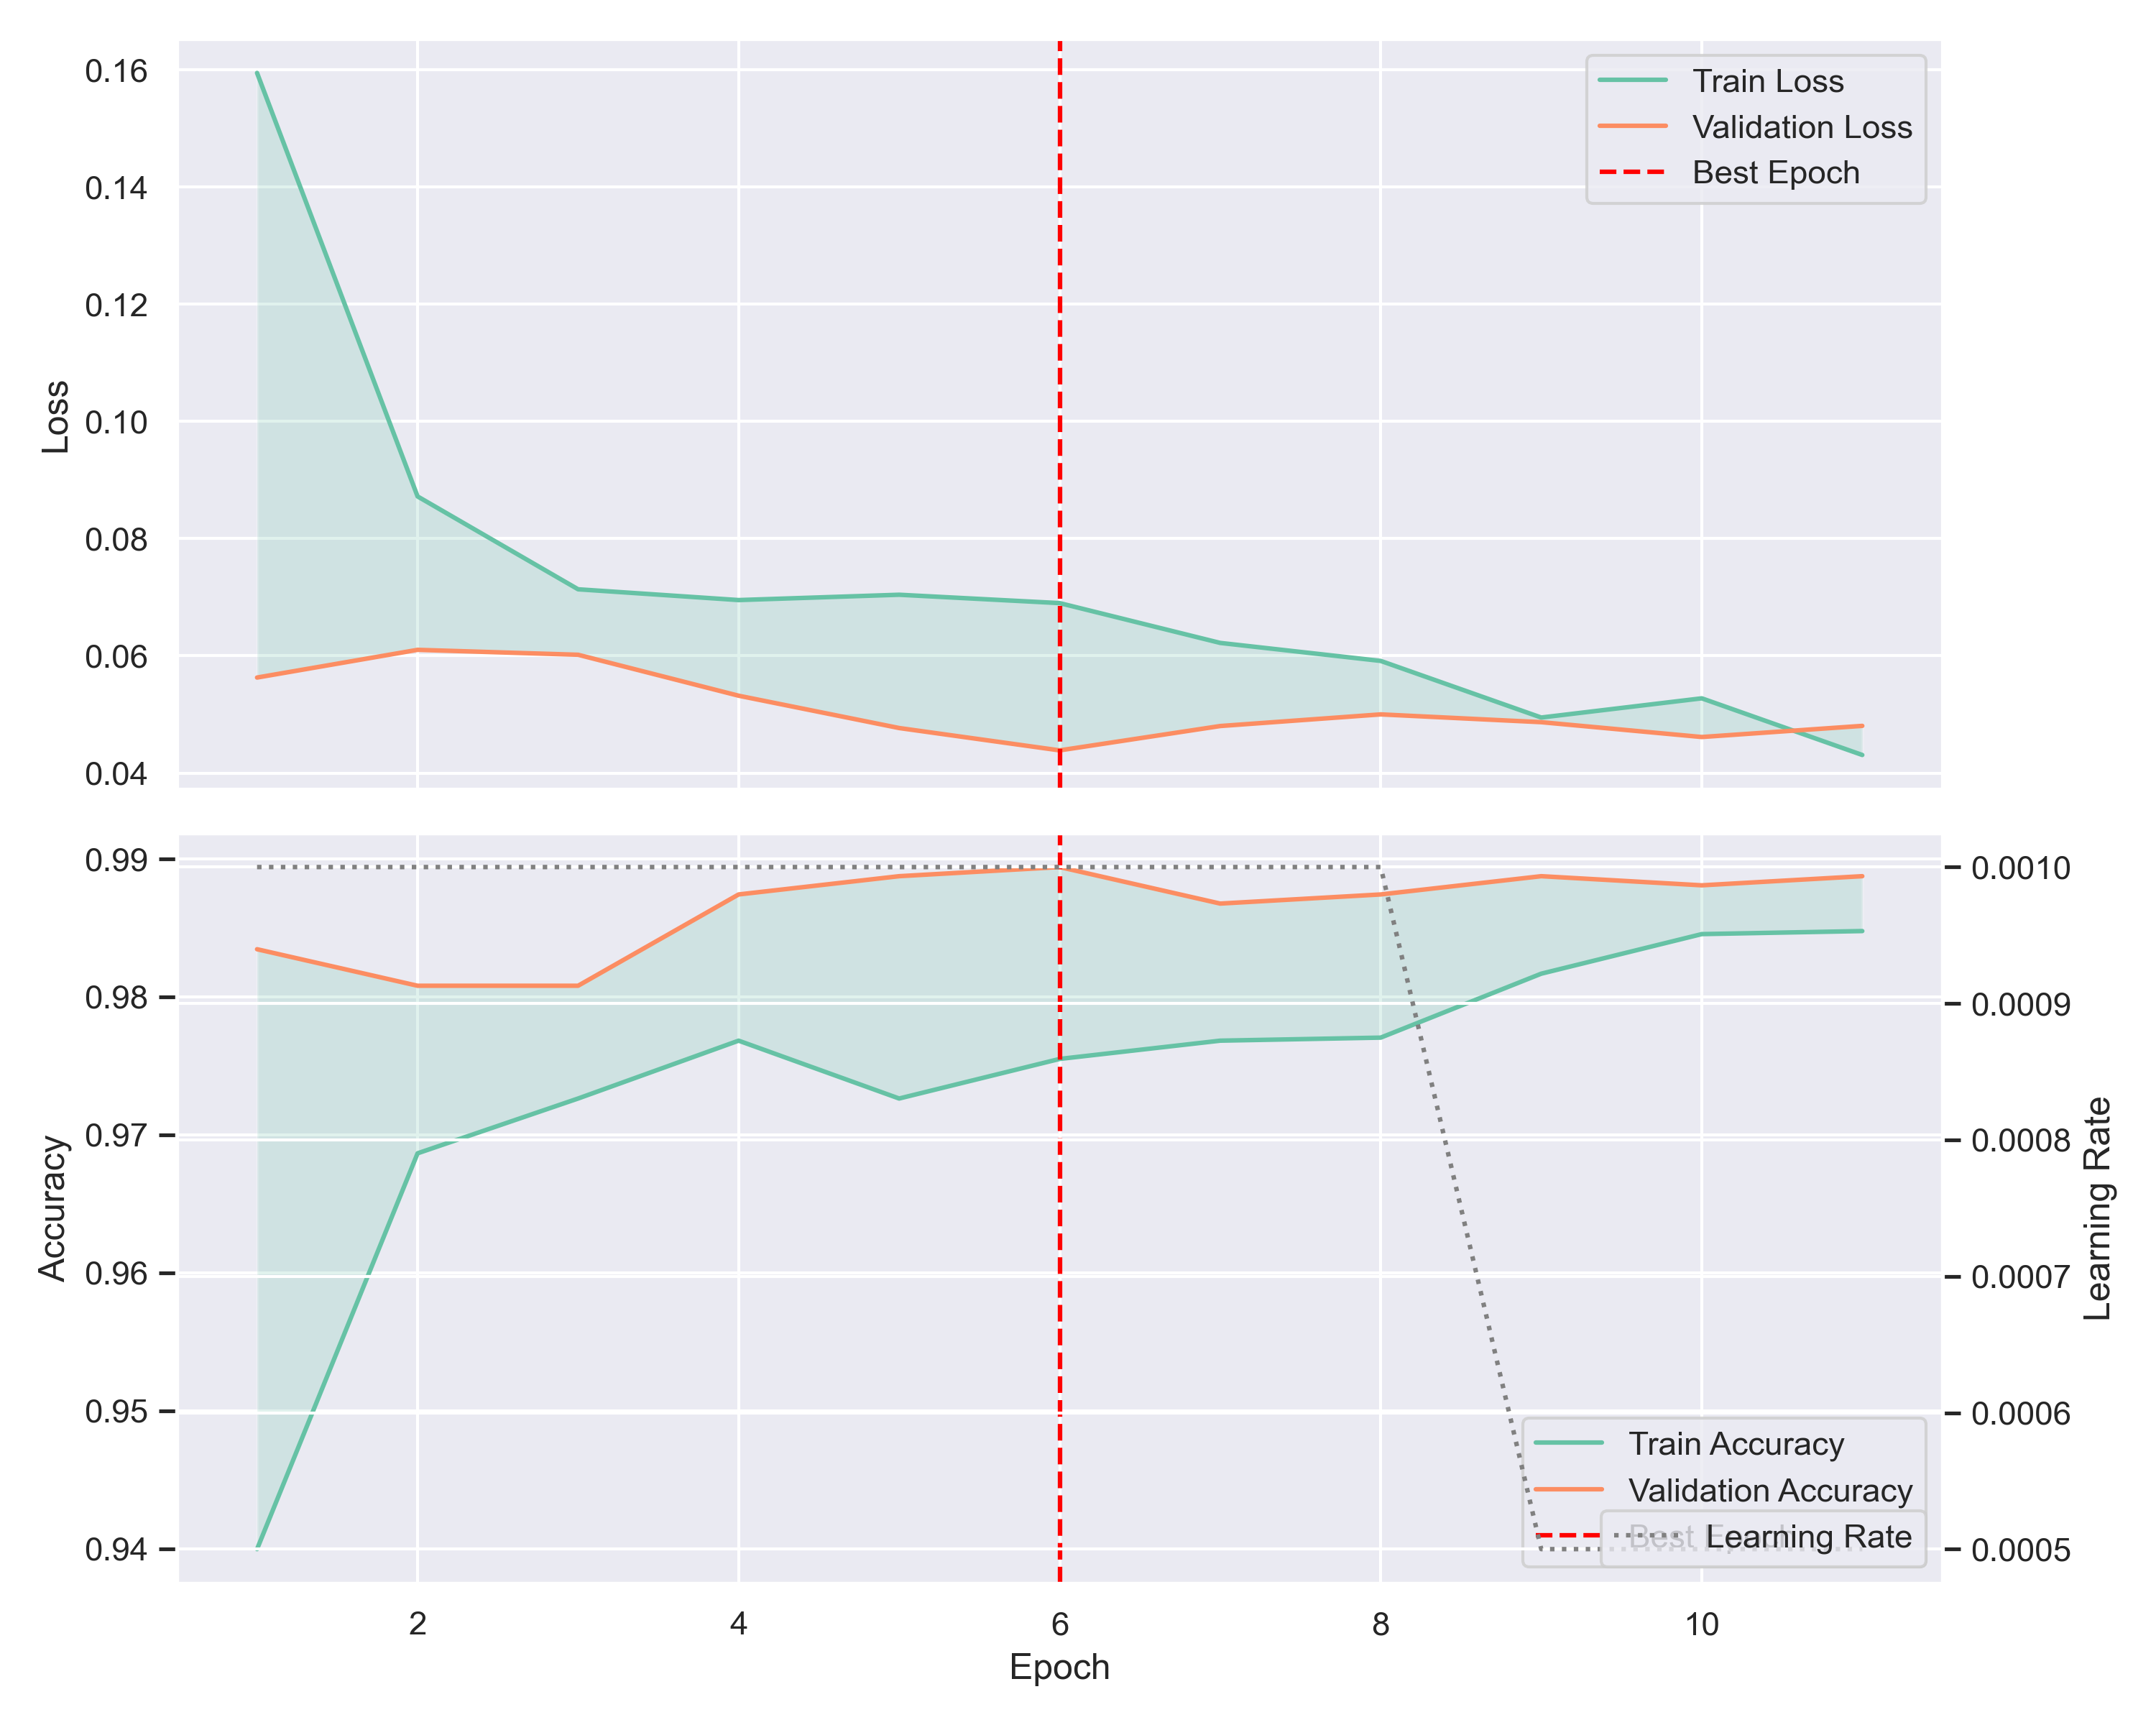 0.16
0.14
0.12
0.10
0.08
0.06
0.04
Loss
Train Loss
Validation Loss
Best Epoch
0.99
0.98
0.97
0.96
0.95
0.94
Accuracy
0.0010
0.0009
0.0008
0.0007
0.0006
0.0005
Learning Rate
Train Accuracy
Validation Accuracy
Best Epoch
Learning Rate
2 4 6 8 10
Epoch